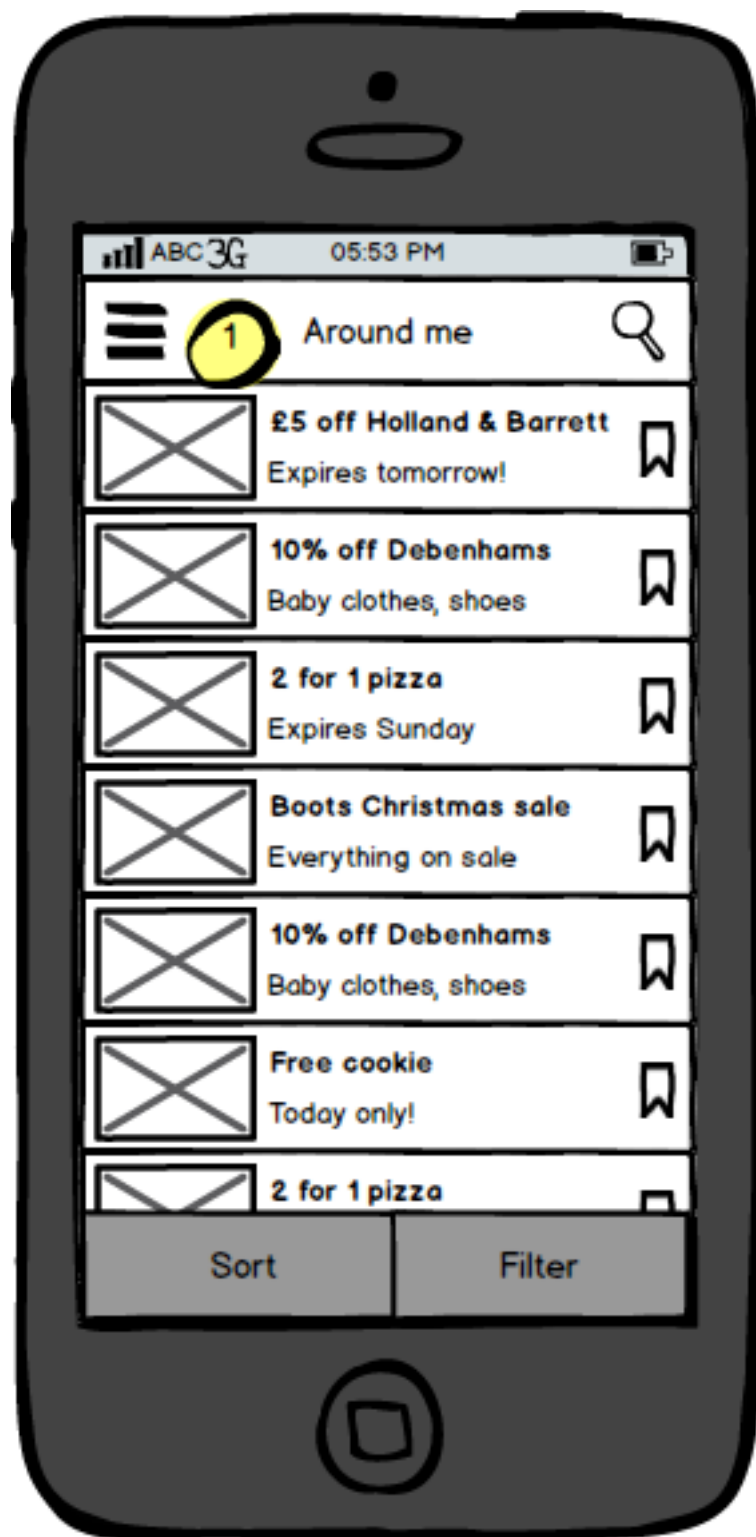 ABC 3G 05:53 PM
1 Around me
£5 off Holland & Barrett
Expires tomorrow!
10% off Debenhams
Baby clothes, shoes
2 for 1 pizza
Expires Sunday
Boots Christmas sale
Everything on sale
10% off Debenhams
Baby clothes, shoes
Free cookie
Today only!
2 for 1 pizza
Sort Filter